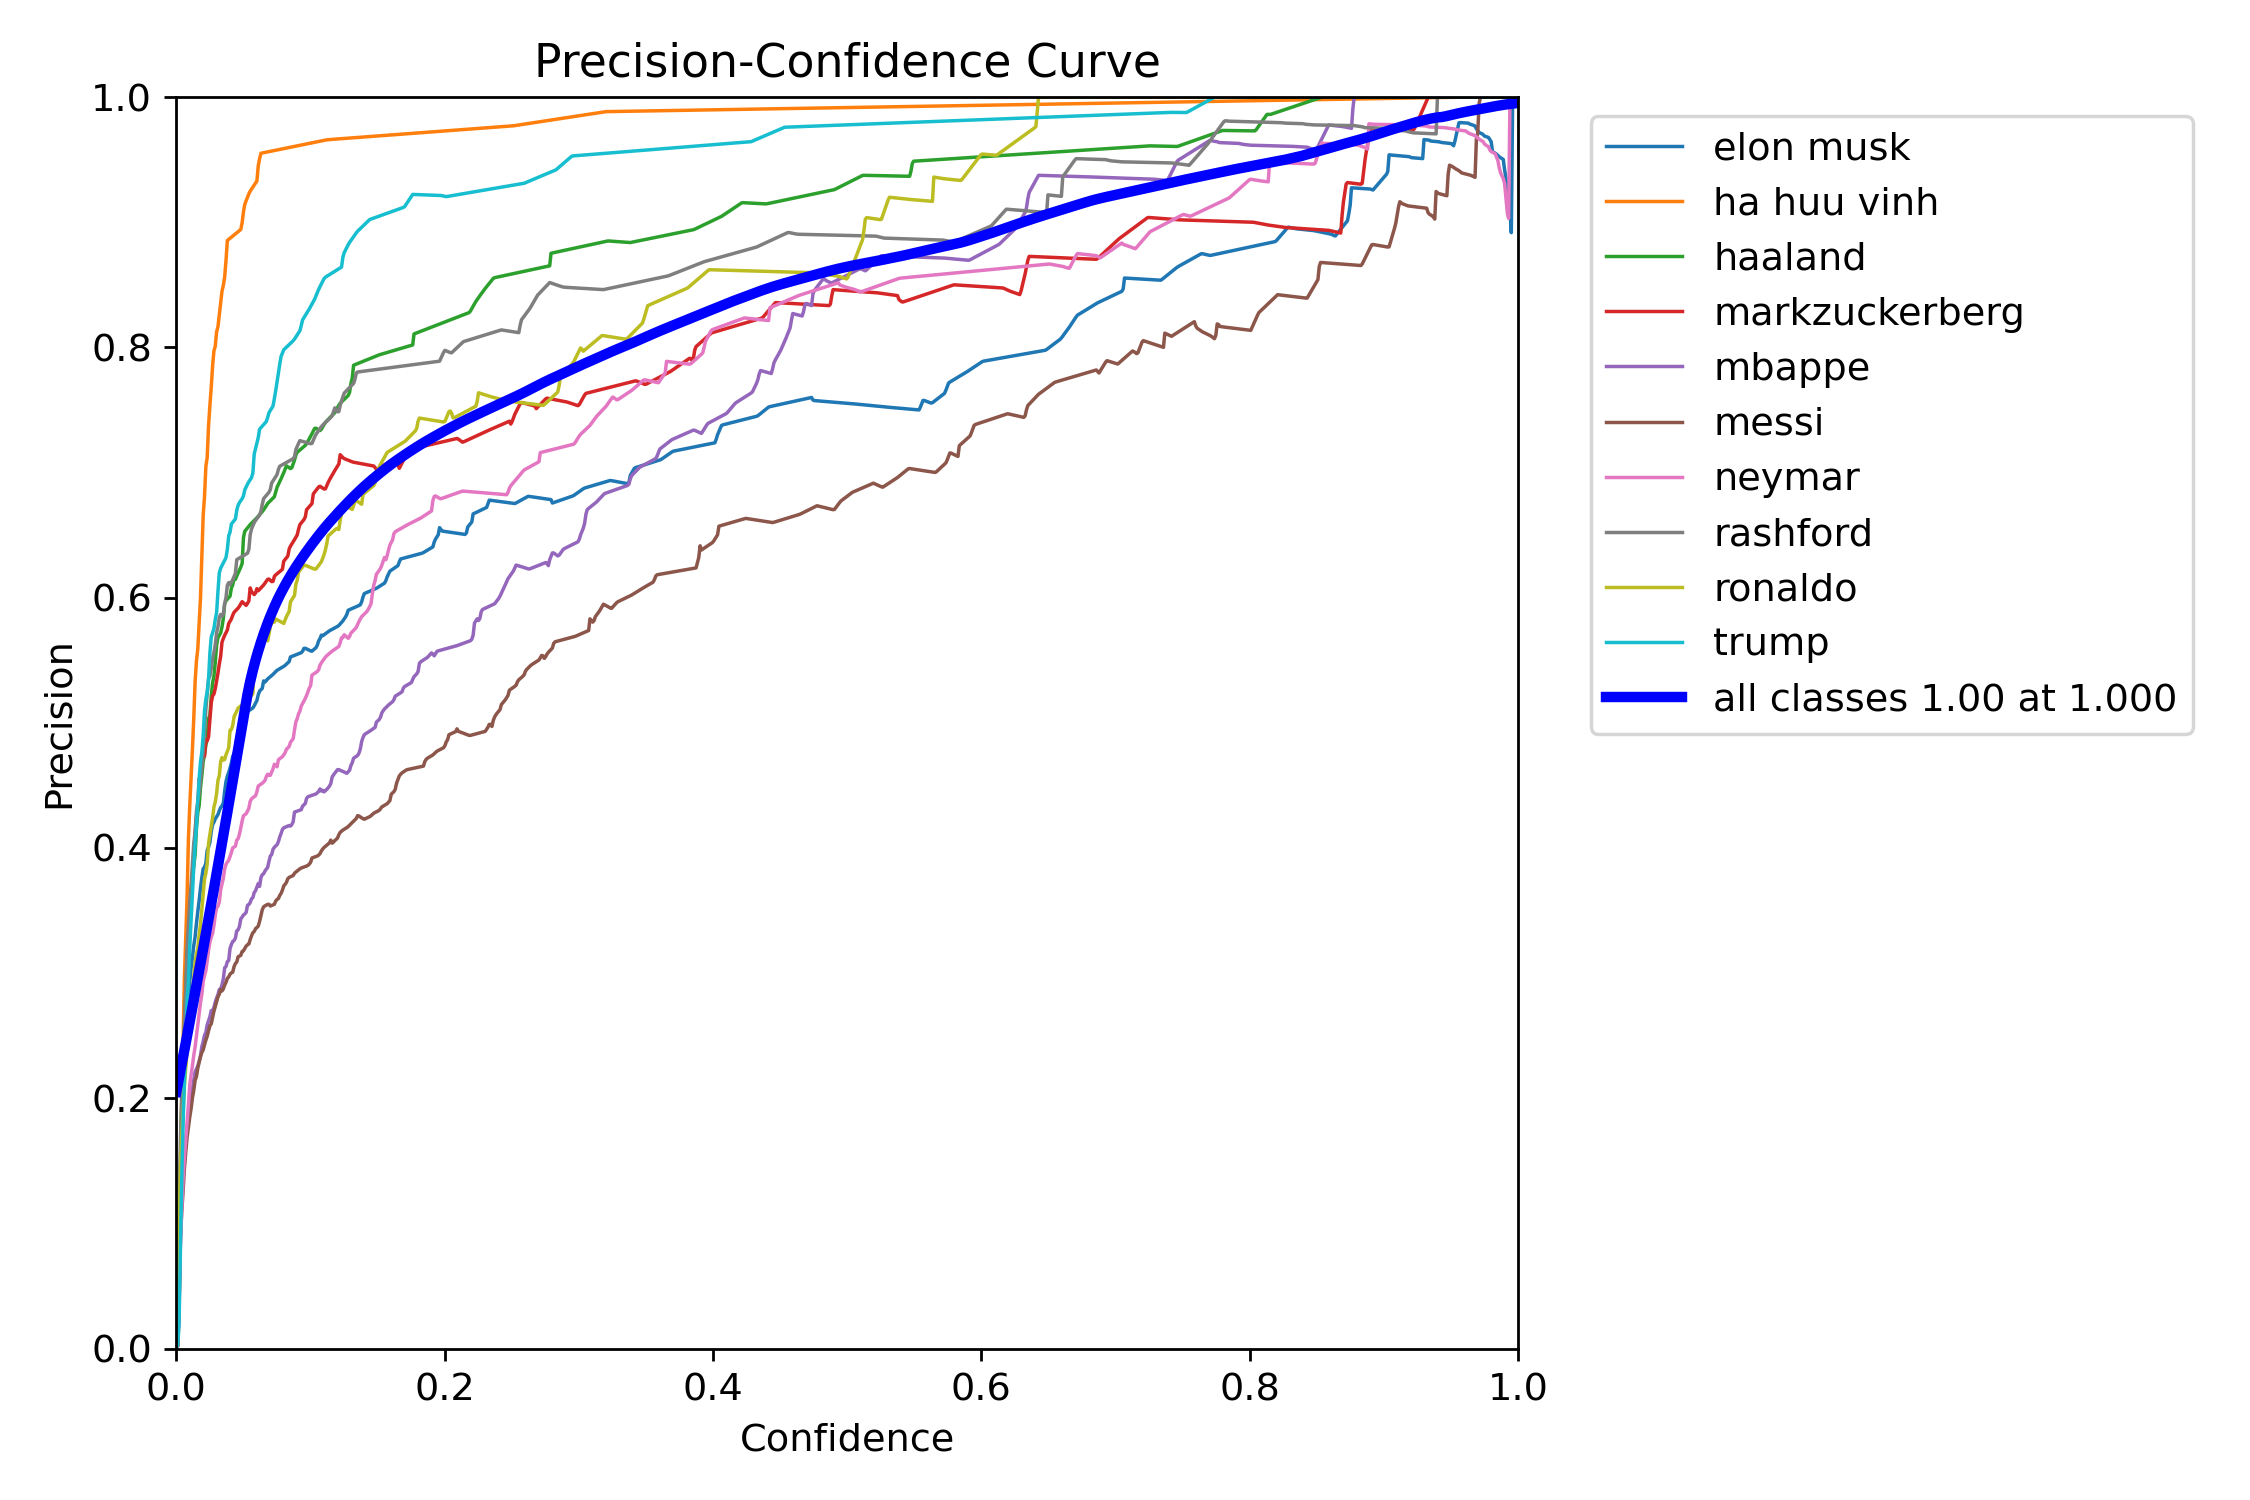 Precision-Confidence Curve
1.0
0.8
0.6
0.4
0.2
0.0
Precision
0.0 0.2 0.4 0.6 0.8 1.0
Confidence
elon musk
ha huu vinh
haaland
markzuckerberg
mbappe
messi
neymar
rashford
ronaldo
trump
all classes 1.00 at 1.000